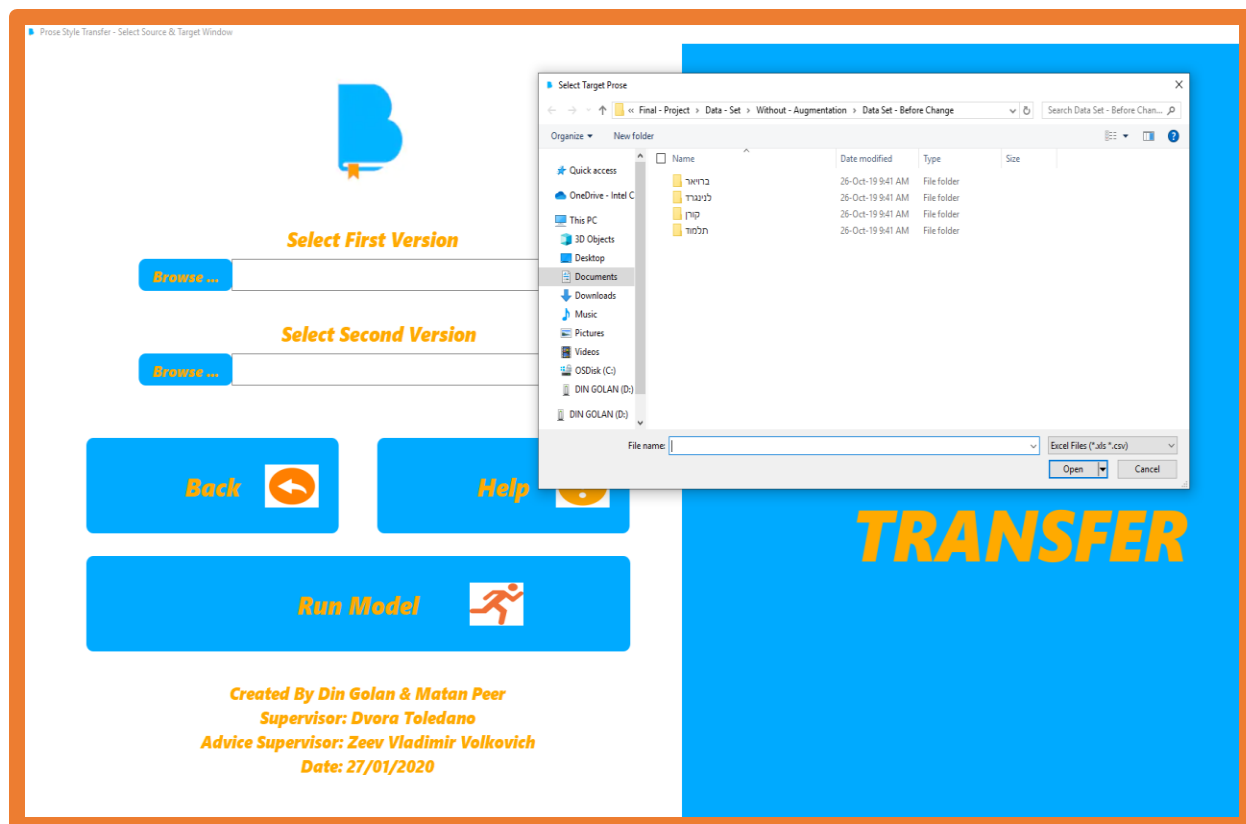 Prose Style Transfer - Select Source & Target Window
Select First Version
Browse ...
Select Second Version
Browse ...
Back
Help
Run Model
Created By Din Golan & Matan Peer
Supervisor: Dvora Toledano
Advice Supervisor: Zeev Vladimir Volkovich
Date: 27/01/2020
TRANSFER
Select Target Prose
« Final - Project > Data - Set > Without - Augmentation > Data Set - Before Change
Search Data Set - Before Chan...
Organize
New folder
Quick access
OneDrive - Intel C
This PC
3D Objects
Desktop
Documents
Downloads
Music
Pictures
Videos
OSDisk (C:)
DIN GOLAN (D:)
DIN GOLAN (D:)
Name Date modified Type Size
ברויאר 26-Oct-19 9:41 AM File folder
לנינגרד 26-Oct-19 9:41 AM File folder
קורן 26-Oct-19 9:41 AM File folder
תלמוד 26-Oct-19 9:41 AM File folder
File name:
Excel Files (*.xls *.csv)
Open
Cancel